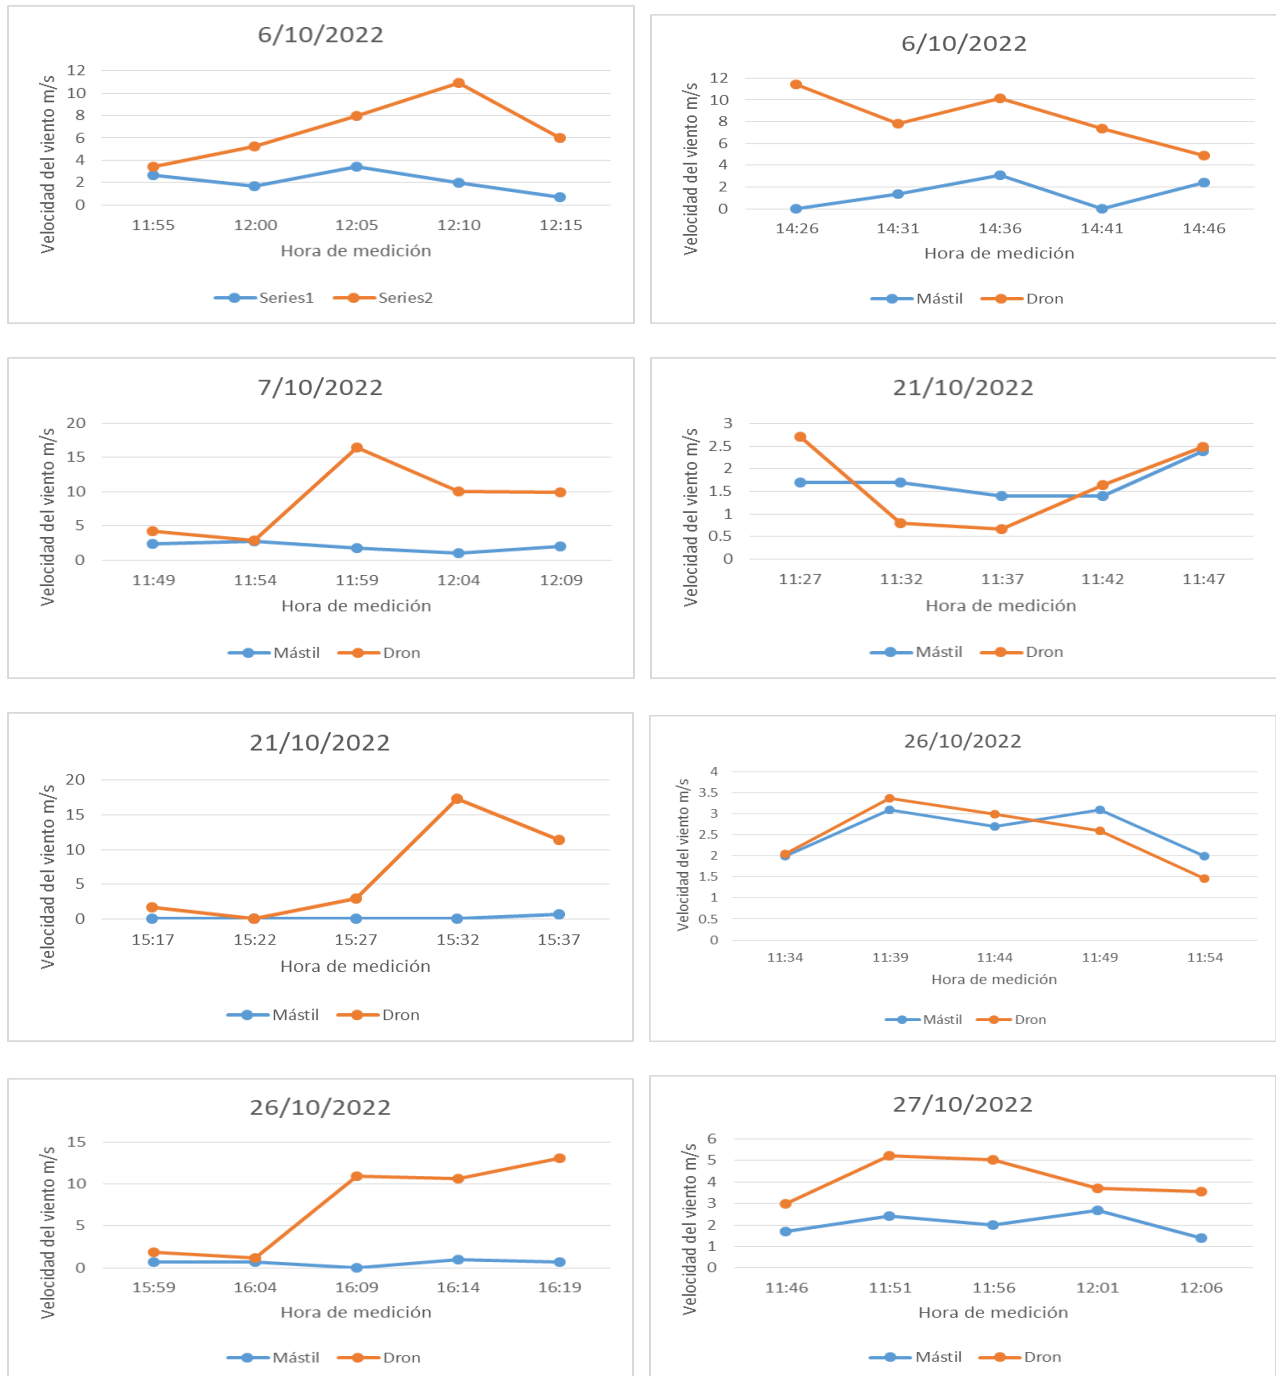 6/10/2022
Velocidad del viento m/s
12
10
8
6
4
2
0
11:55 12:00 12:05 12:10 12:15
Hora de medición
Series1 Series2
6/10/2022
Velocidad del viento m/s
12
10
8
6
4
2
0
14:26 14:31 14:36 14:41 14:46
Hora de medición
Mástil Dron
7/10/2022
Velocidad del viento m/s
20
15
10
5
0
11:49 11:54 11:59 12:04 12:09
Hora de medición
Mástil Dron
21/10/2022
Velocidad del viento m/s
3
2.5
2
1.5
1
0.5
0
11:27 11:32 11:37 11:42 11:47
Hora de medición
Mástil Dron
21/10/2022
Velocidad del viento m/s
20
15
10
5
0
15:17 15:22 15:27 15:32 15:37
Hora de medición
Mástil Dron
26/10/2022
Velocidad del viento m/s
4
3.5
3
2.5
2
1.5
1
0.5
0
11:34 11:39 11:44 11:49 11:54
Hora de medición
Mástil Dron
26/10/2022
Velocidad del viento m/s
15
10
5
0
15:59 16:04 16:09 16:14 16:19
Hora de medición
Mástil Dron
27/10/2022
Velocidad del viento m/s
6
5
4
3
2
1
0
11:46 11:51 11:56 12:01 12:06
Hora de medición
Mástil Dron